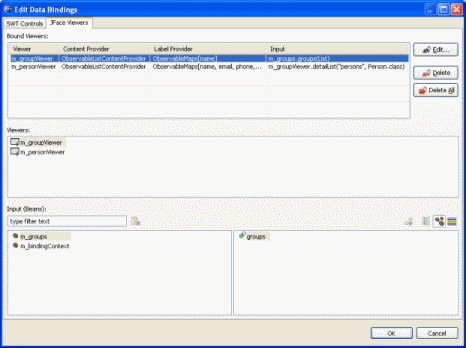 Edit Data Bindings
SWT Controls JFace Viewers
Bound Viewers:
Viewer Content Provider Label Provider Input
m_groupViewer ObservableListContentProvider ObservableMaps[name] m_groups.groups(List)
m_personViewer ObservableListContentProvider ObservableMaps[name, email, phone,... m_groupViewer.detailList("persons", Person.class)
Edit...
Delete
Delete All
Viewers:
m_groupViewer
m_personViewer
Input (Beans):
type filter text
m_groups
m_bindingContext
groups
OK Cancel